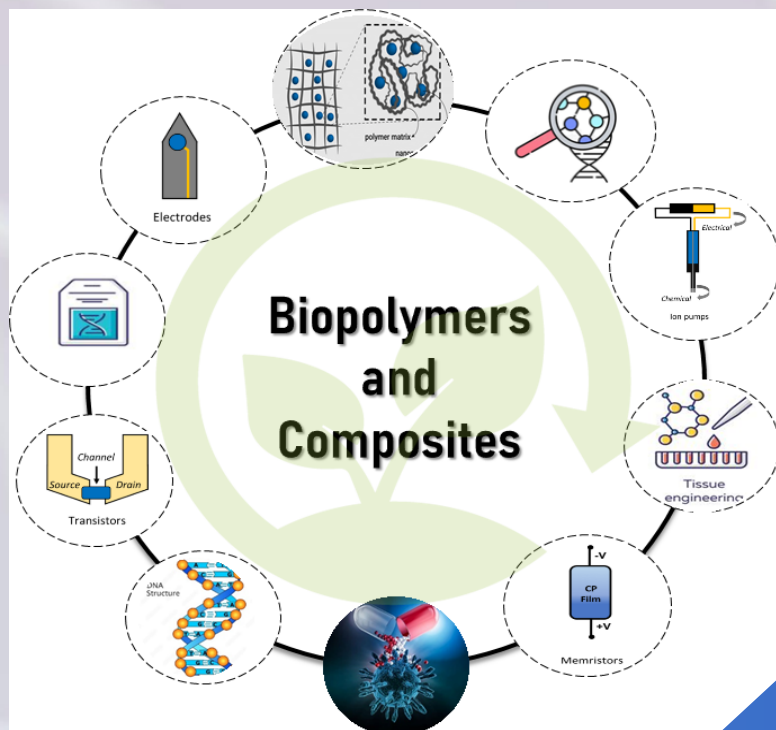 polymer matrix
Electrodes
Electrical
Chemical
Ion pumps
Biopolymers
and
Composites
Channel
Source
Drain
Transistors
Tissue
engineering
DNA
Structure
-V
CP
Film
+V
Memristors